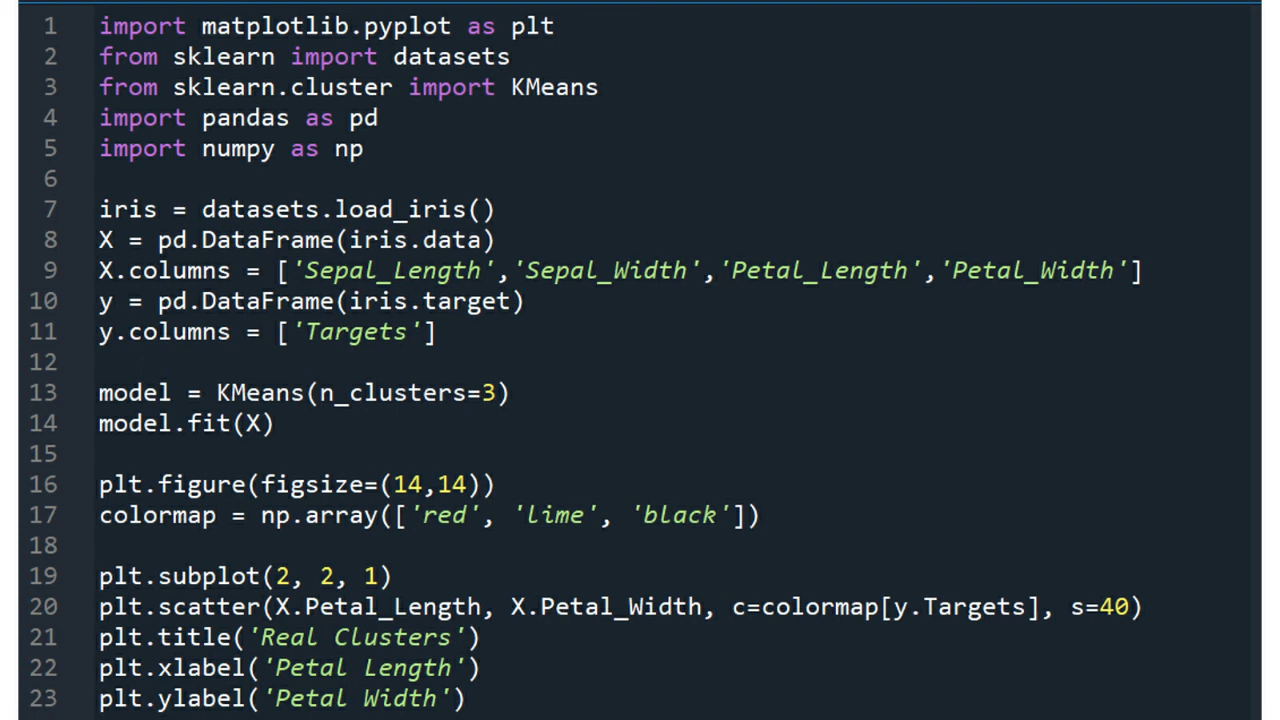 1 import matplotlib.pyplot as plt
2 from sklearn import datasets
3 from sklearn.cluster import KMeans
4 import pandas as pd
5 import numpy as np
6
7 iris = datasets.load_iris()
8 X = pd.DataFrame(iris.data)
9 X.columns = ['Sepal_Length','Sepal_Width','Petal_Length','Petal_Width']
10 y = pd.DataFrame(iris.target)
11 y.columns = ['Targets']
12
13 model = KMeans(n_clusters=3)
14 model.fit(X)
15
16 plt.figure(figsize=(14,14))
17 colormap = np.array(['red', 'lime', 'black'])
18
19 plt.subplot(2, 2, 1)
20 plt.scatter(X.Petal_Length, X.Petal_Width, c=colormap[y.Targets], s=40)
21 plt.title('Real Clusters')
22 plt.xlabel('Petal Length')
23 plt.ylabel('Petal Width')